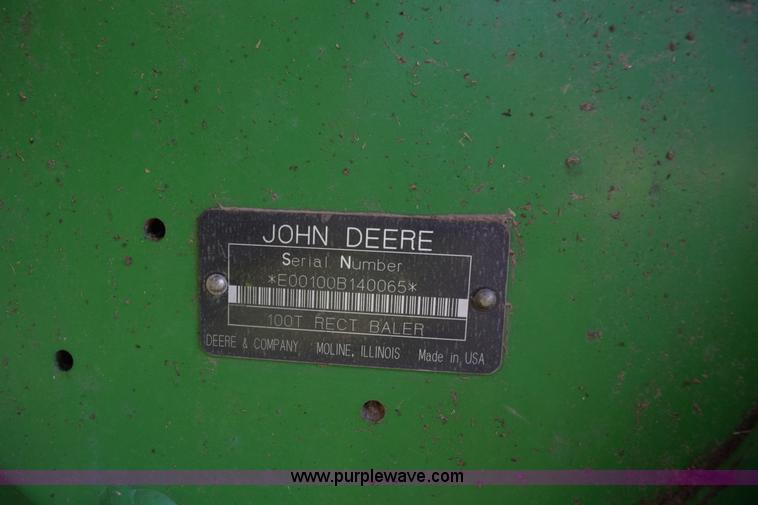 JOHN DEERE
Serial Number
*E00100B140065*
100T RECT BALER
DEERE & COMPANY MOLINE, ILLINOIS Made in USA
www.purplewave.com